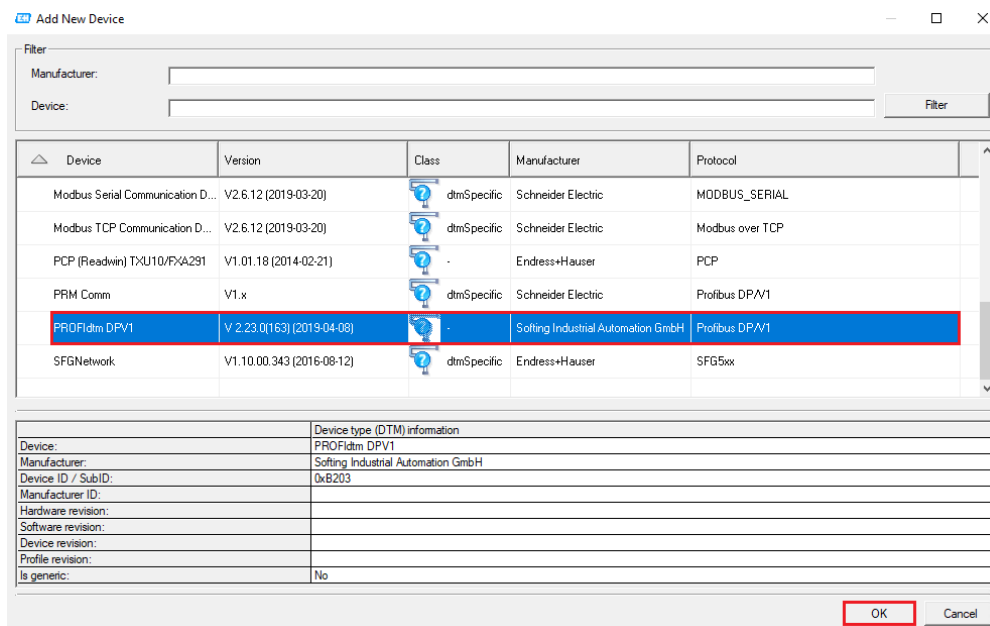 E+H Add New Device
Filter
Manufacturer:
Device:
Filter
Device Version Class Manufacturer Protocol
Modbus Serial Communication D... V2.6.12 (2019-03-20) dtmSpecific Schneider Electric MODBUS_SERIAL
Modbus TCP Communication D... V2.6.12 (2019-03-20) dtmSpecific Schneider Electric Modbus over TCP
PCP (Readwin) TXU10/FXA291 V1.01.18 (2014-02-21) - Endress+Hauser PCP
PRM Comm V1.x dtmSpecific Schneider Electric Profibus DP/V1
PROFIdtm DPV1 V 2.23.0(163) (2019-04-08) - Softing Industrial Automation GmbH Profibus DP/V1
SFGNetwork V1.10.00.343 (2016-08-12) dtmSpecific Endress+Hauser SFG5xx
Device type (DTM) information
Device: PROFIdtm DPV1
Manufacturer: Softing Industrial Automation GmbH
Device ID / SubID: 0xB203
Manufacturer ID:
Hardware revision:
Software revision:
Device revision:
Profile revision:
Is generic: No
OK Cancel